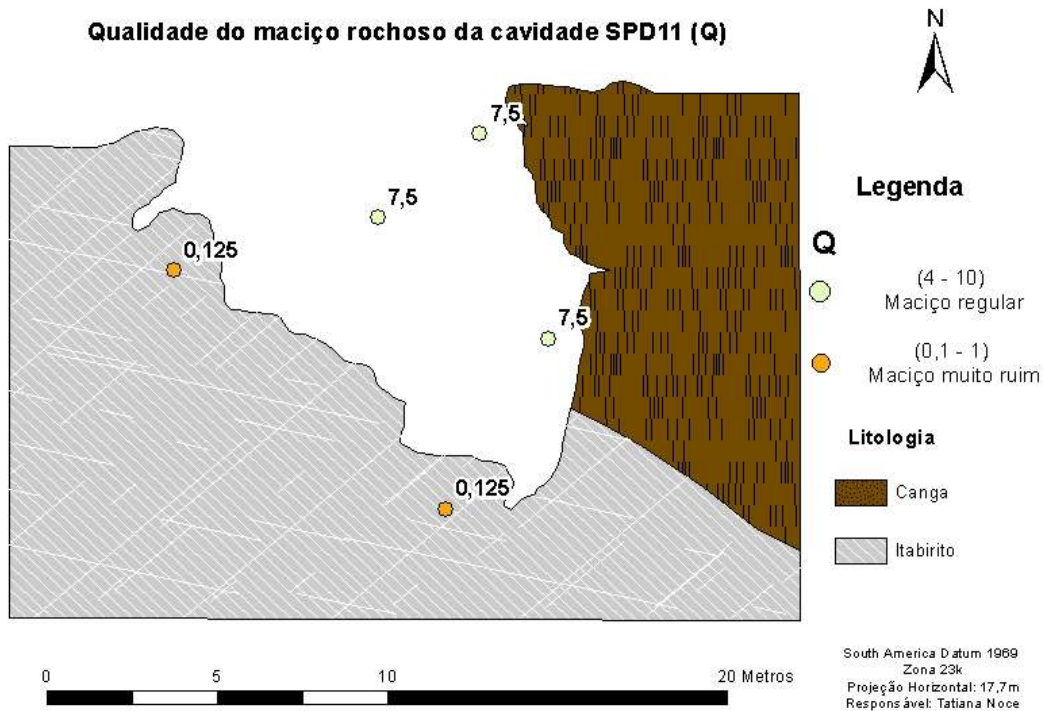 Qualidade do maciço rochoso da cavidade SPD11 (Q)
N
7,5
7,5
0,125
7,5
0,125
Legenda
Q
(4 - 10)
Maciço regular
(0,1 - 1)
Maciço muito ruim
Litologia
Canga
Itabirito
0 5 10 20 Metros
South America Datum 1969
Zona 23k
Projeção Horizontal: 17,7m
Responsável: Tatiana Noce